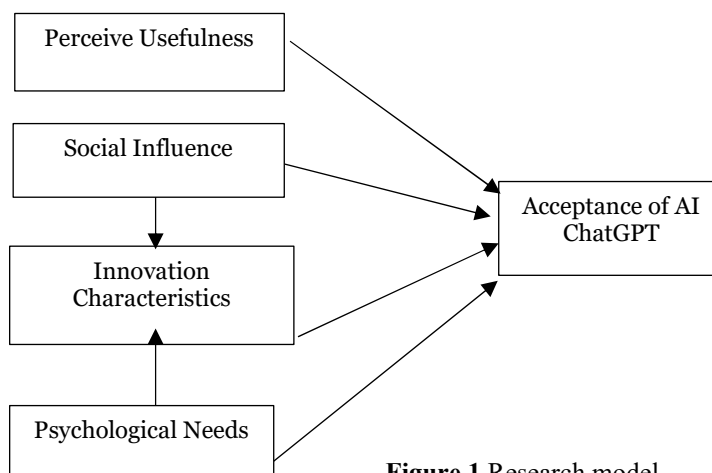 Perceive Usefulness
Social Influence
Acceptance of AI
ChatGPT
Innovation
Characteristics
Psychological Needs
Figure 1 Research model